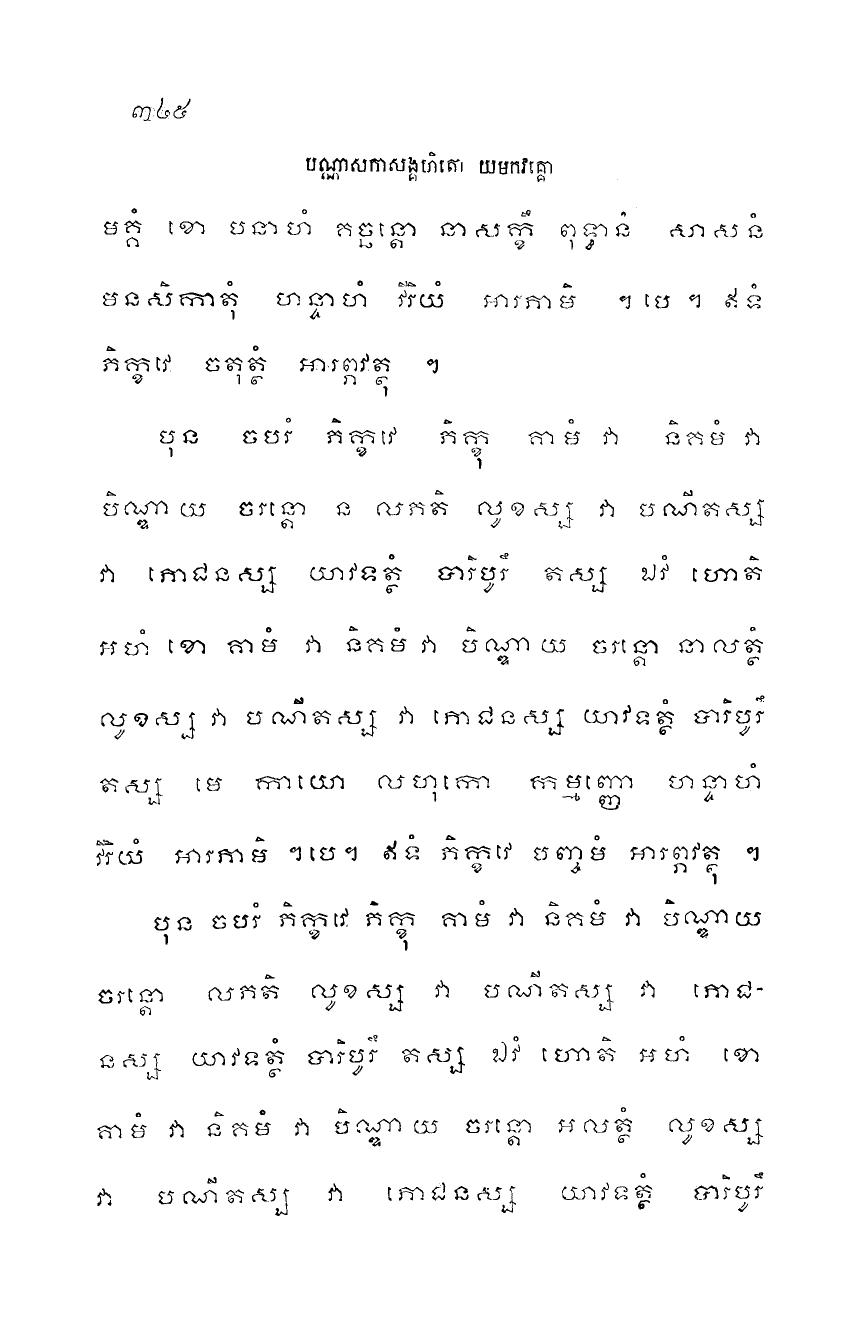 ៣៤៥
បណ្ណាសកាសង្គហិតោ យមកវគ្គោ
មគ្គំ ខោ បនាហំ គច្ឆន្តោ នាសក្ខឹ ពុទ្ធានំ សាសនំ
មនសិកាតុំ ហន្ទាហំ វីរិយំ អារភាមិ ។ បេ ។ ឥទំ
ភិក្ខវេ ចតុត្ថំ អារព្ភវត្ថុ ។
បុន ចបរំ ភិក្ខវេ ភិក្ខុ គាមំ វា និគមំ វា
បិណ្ឌាយ ចរន្តោ ន លភតិ លូខស្ស វា បណីតស្ស
វា ភោជនស្ស យាវទត្ថំ បារិបូរឹ តស្ស ឯវំ ហោតិ
អហំ ខោ គាមំ វា និគមំ វា បិណ្ឌាយ ចរន្តោ នាលត្ថំ
លូខស្ស វា បណីតស្ស វា ភោជនស្ស យាវទត្ថំ បារិបូរឹ
តស្ស មេ កាយោ លហុកោ កម្មញ្ញោ ហន្ទាហំ
វីរិយំ អារភាមិ ។ បេ ។ ឥទំ ភិក្ខវេ បញ្ចមំ អារព្ភវត្ថុ ។
បុន ចបរំ ភិក្ខវេ ភិក្ខុ គាមំ វា និគមំ វា បិណ្ឌាយ
ចរន្តោ លភតិ លូខស្ស វា បណីតស្ស វា ភោជ-
នស្ស យាវទត្ថំ បារិបូរឹ តស្ស ឯវំ ហោតិ អហំ ខោ
គាមំ វា និគមំ វា បិណ្ឌាយ ចរន្តោ អលត្ថំ លូខស្ស
វា បណីតស្ស វា ភោជនស្ស យាវទត្ថំ បារិបូរឹ